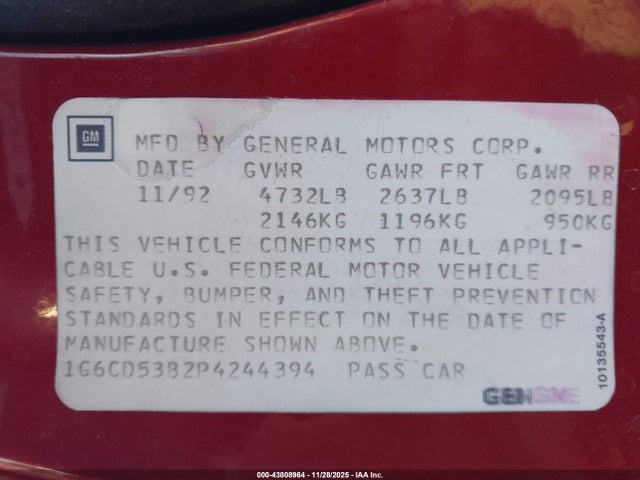 GM
MFD BY GENERAL MOTORS CORP.
DATE GVWR GAWR FRT GAWR RR
11/92 4732LB 2637LB 2095LB
2146KG 1196KG 950KG
THIS VEHICLE CONFORMS TO ALL APPLI-
CABLE U.S. FEDERAL MOTOR VEHICLE
SAFETY, BUMPER, AND THEFT PREVENTION
STANDARDS IN EFFECT ON THE DATE OF
MANUFACTURE SHOWN ABOVE.
1G6CD53B2P4244394 PASS CAR
10135543-A
000-43808964 | 11/28/2025 - IAA Inc.